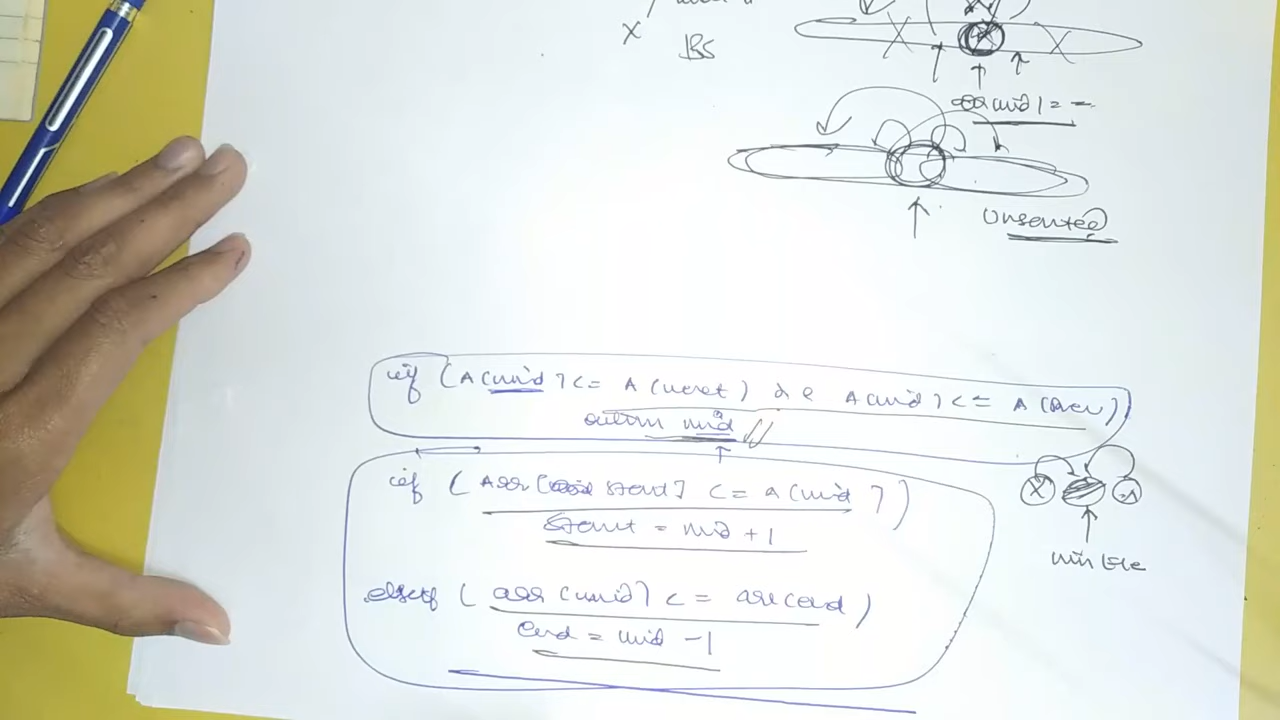 X
BS
mid
Unsorted
if (A(mid] <= A(next) && A(mid] <= A(prev))
return mid
if (Arr[ start] <= a(mid])
start = mid + 1
X
min Ele
elseif (arr(mid] <= arr(end)
end = mid - 1